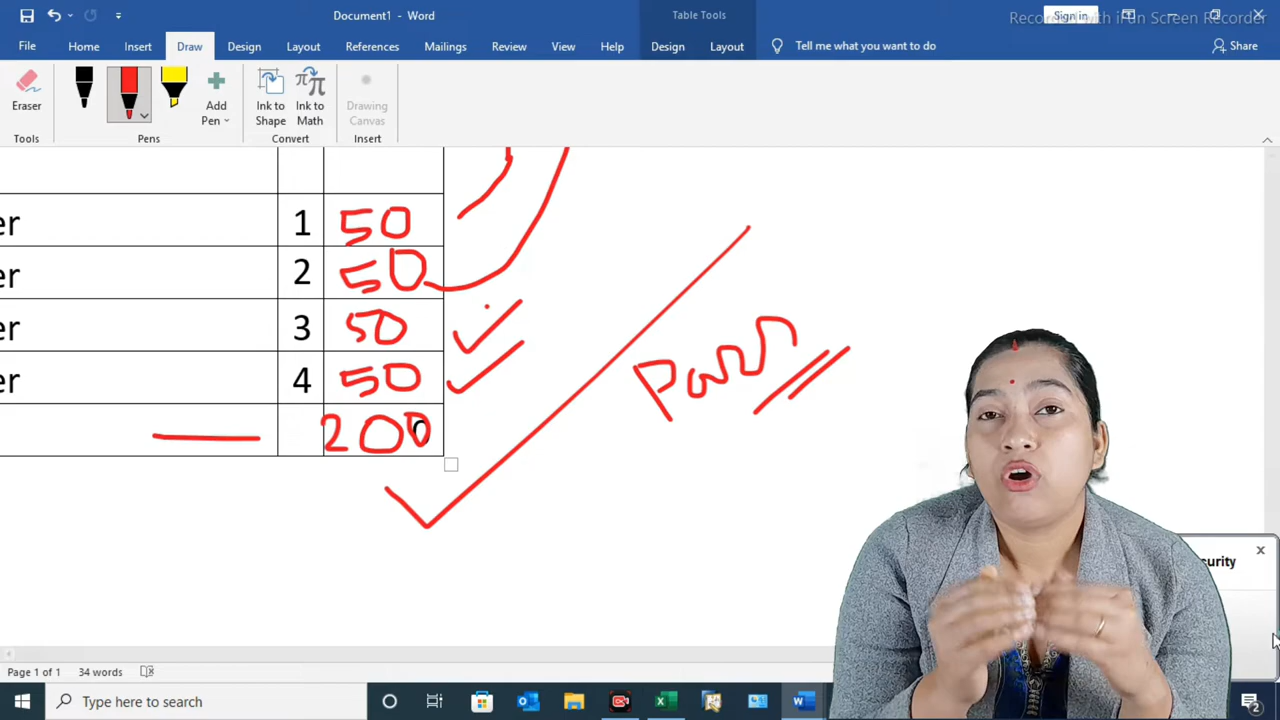 Document1 - Word
Table Tools
Sign in
Recorded with iFun Screen Recorder
File Home Insert Draw Design Layout References Mailings Review View Help Design Layout Tell me what you want to do Share
Eraser
Add Pen
Ink to Shape
Ink to Math
Drawing Canvas
Tools Pens Convert Insert
er 1 50
er 2 50
er 3 50
er 4 50
200
Pass
curity
Page 1 of 1 34 words
Type here to search
2